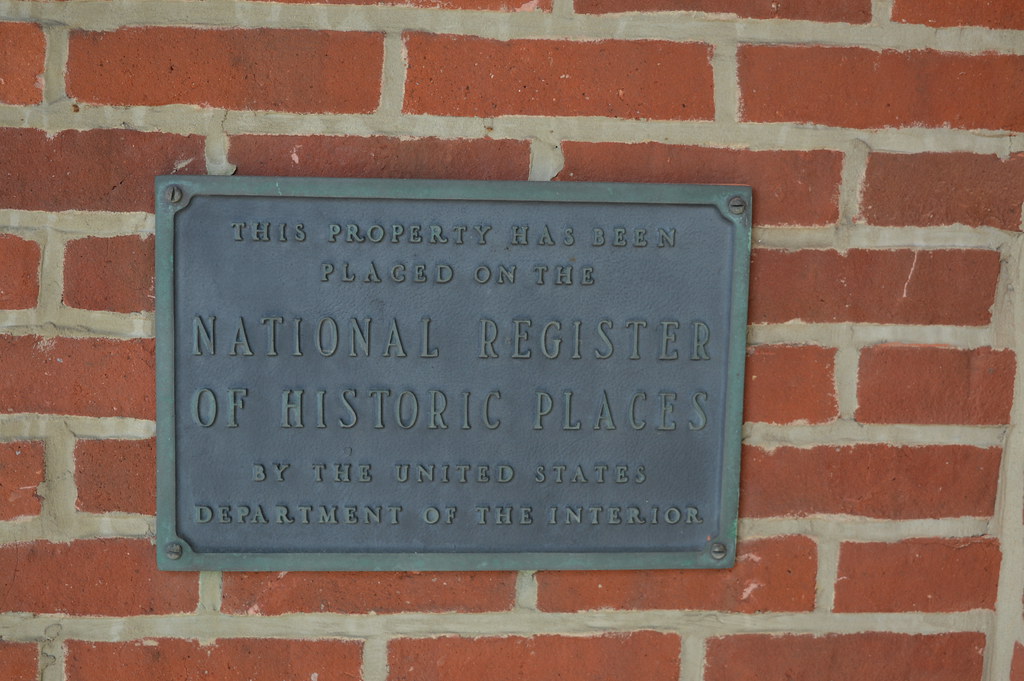 THIS PROPERTY HAS BEEN
PLACED ON THE
NATIONAL REGISTER
OF HISTORIC PLACES
BY THE UNITED STATES
DEPARTMENT OF THE INTERIOR